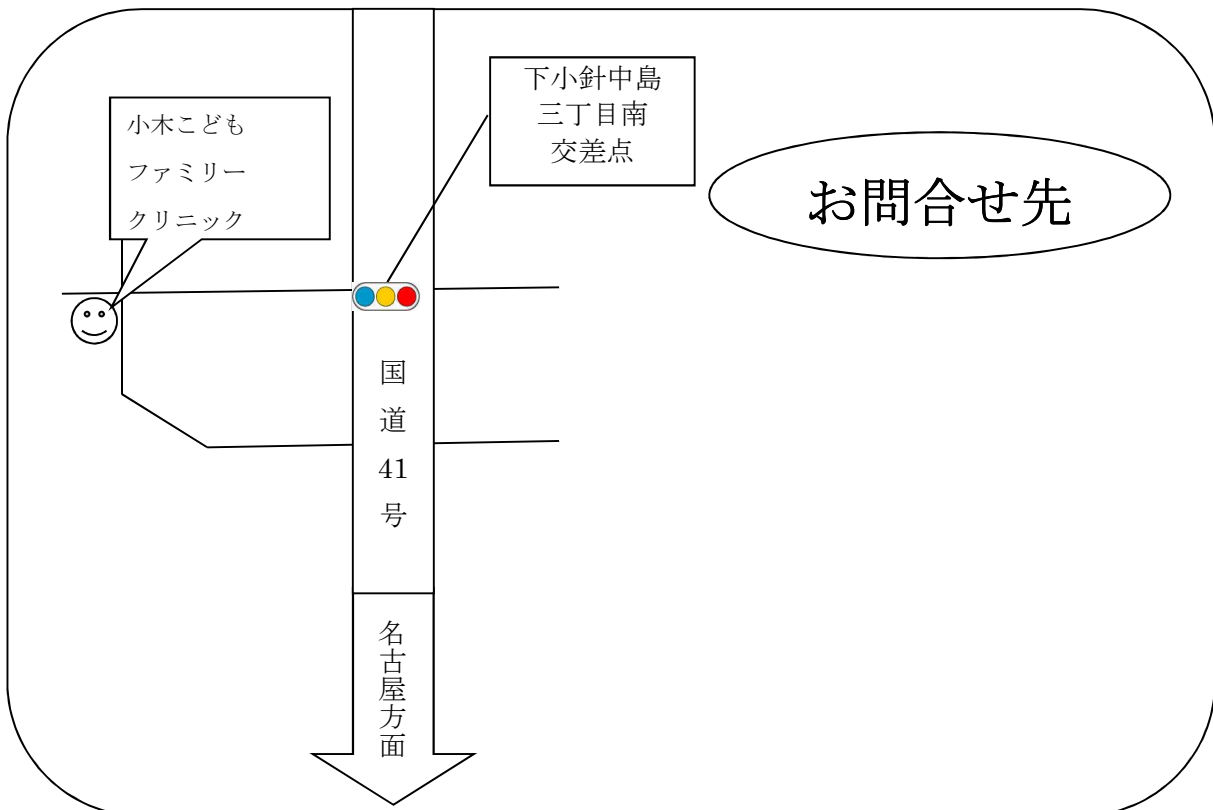 小木こども
ファミリー
クリニック
下小針中島
三丁目南
交差点
お問合せ先
国道41号
名古屋方面